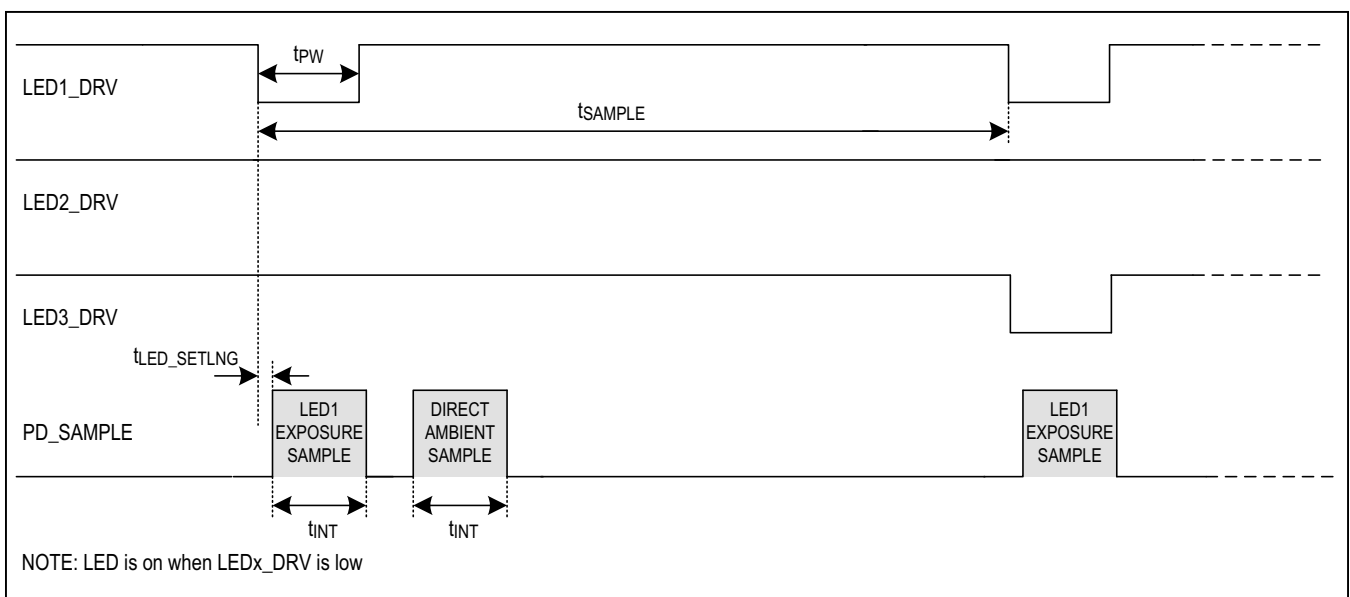 tPW
LED1_DRV
tSAMPLE
LED2_DRV
LED3_DRV
tLED_SETLNG
PD_SAMPLE
LED1
EXPOSURE
SAMPLE
DIRECT
AMBIENT
SAMPLE
LED1
EXPOSURE
SAMPLE
tINT
tINT
NOTE: LED is on when LEDx_DRV is low